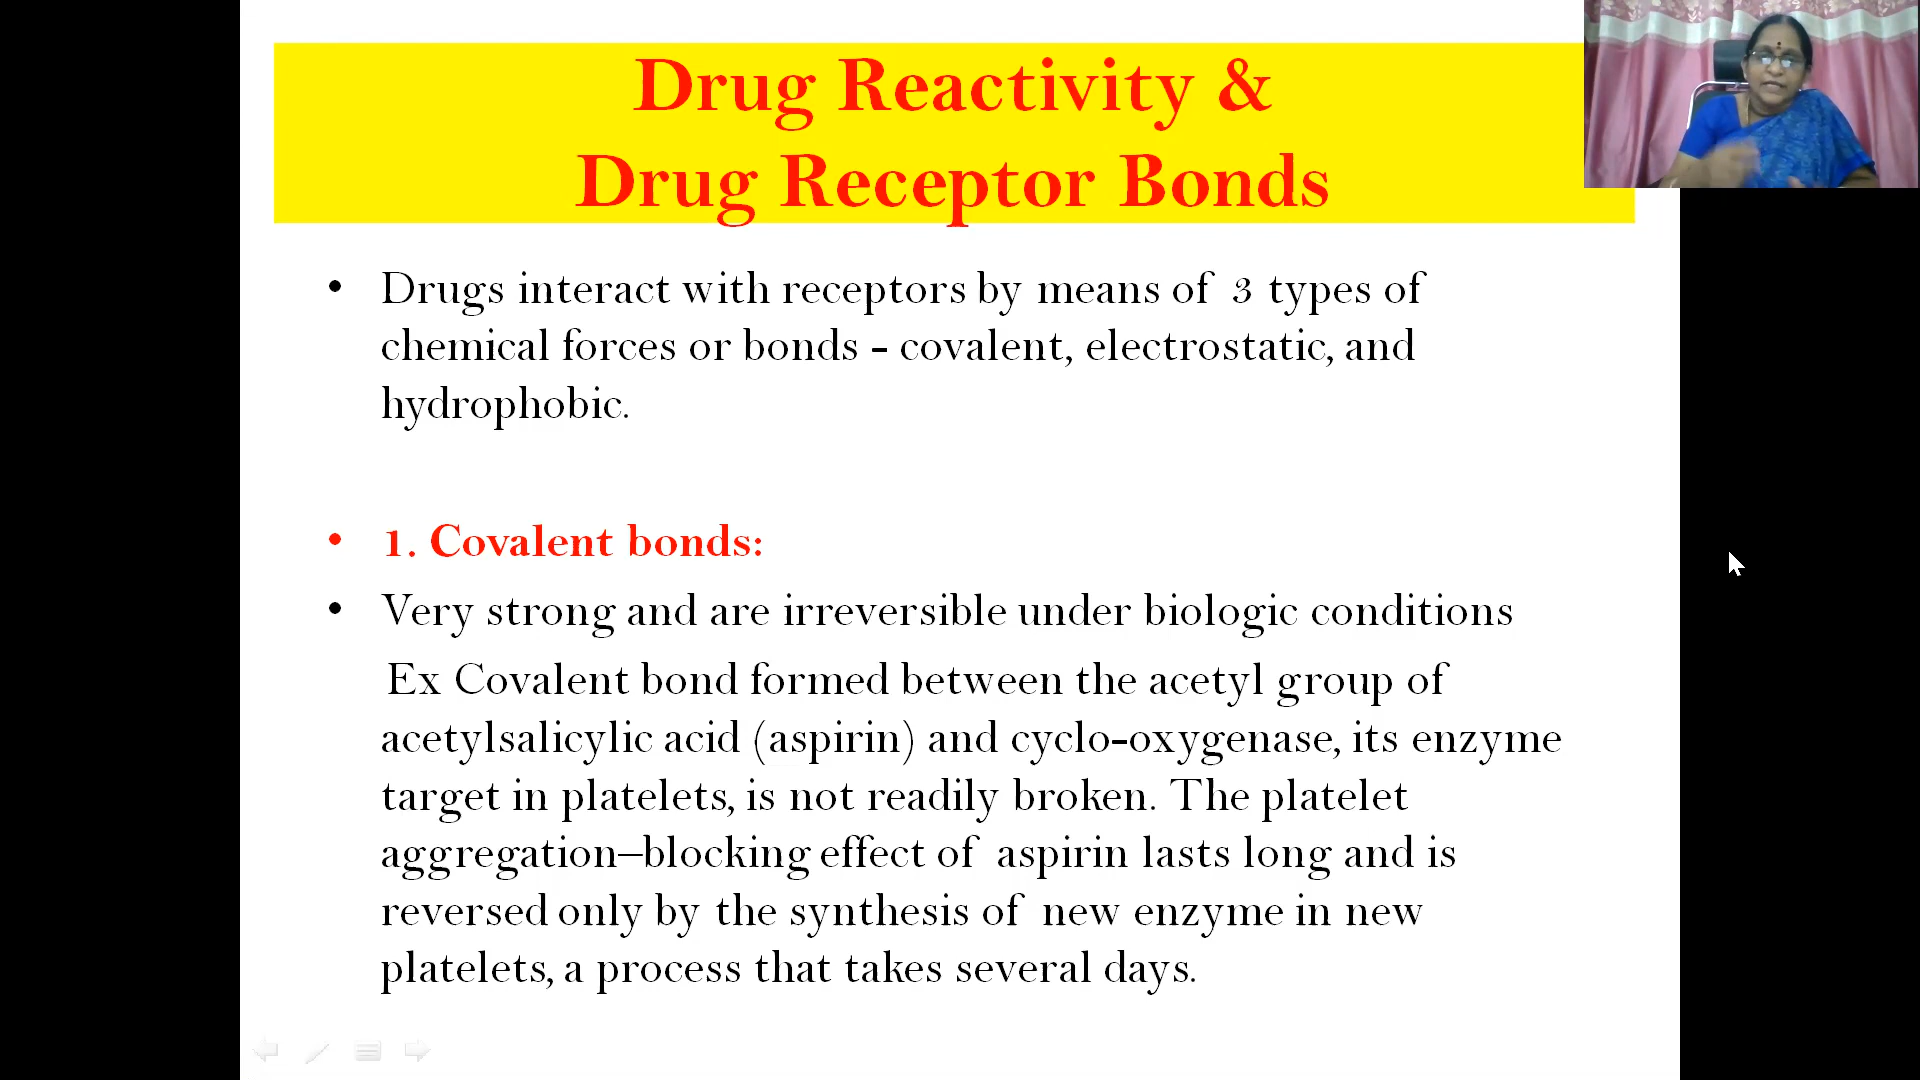 Drug Reactivity &
Drug Receptor Bonds
• Drugs interact with receptors by means of 3 types of
chemical forces or bonds - covalent, electrostatic, and
hydrophobic.
• 1. Covalent bonds:
• Very strong and are irreversible under biologic conditions
Ex Covalent bond formed between the acetyl group of
acetylsalicylic acid (aspirin) and cyclo-oxygenase, its enzyme
target in platelets, is not readily broken. The platelet
aggregation–blocking effect of aspirin lasts long and is
reversed only by the synthesis of new enzyme in new
platelets, a process that takes several days.